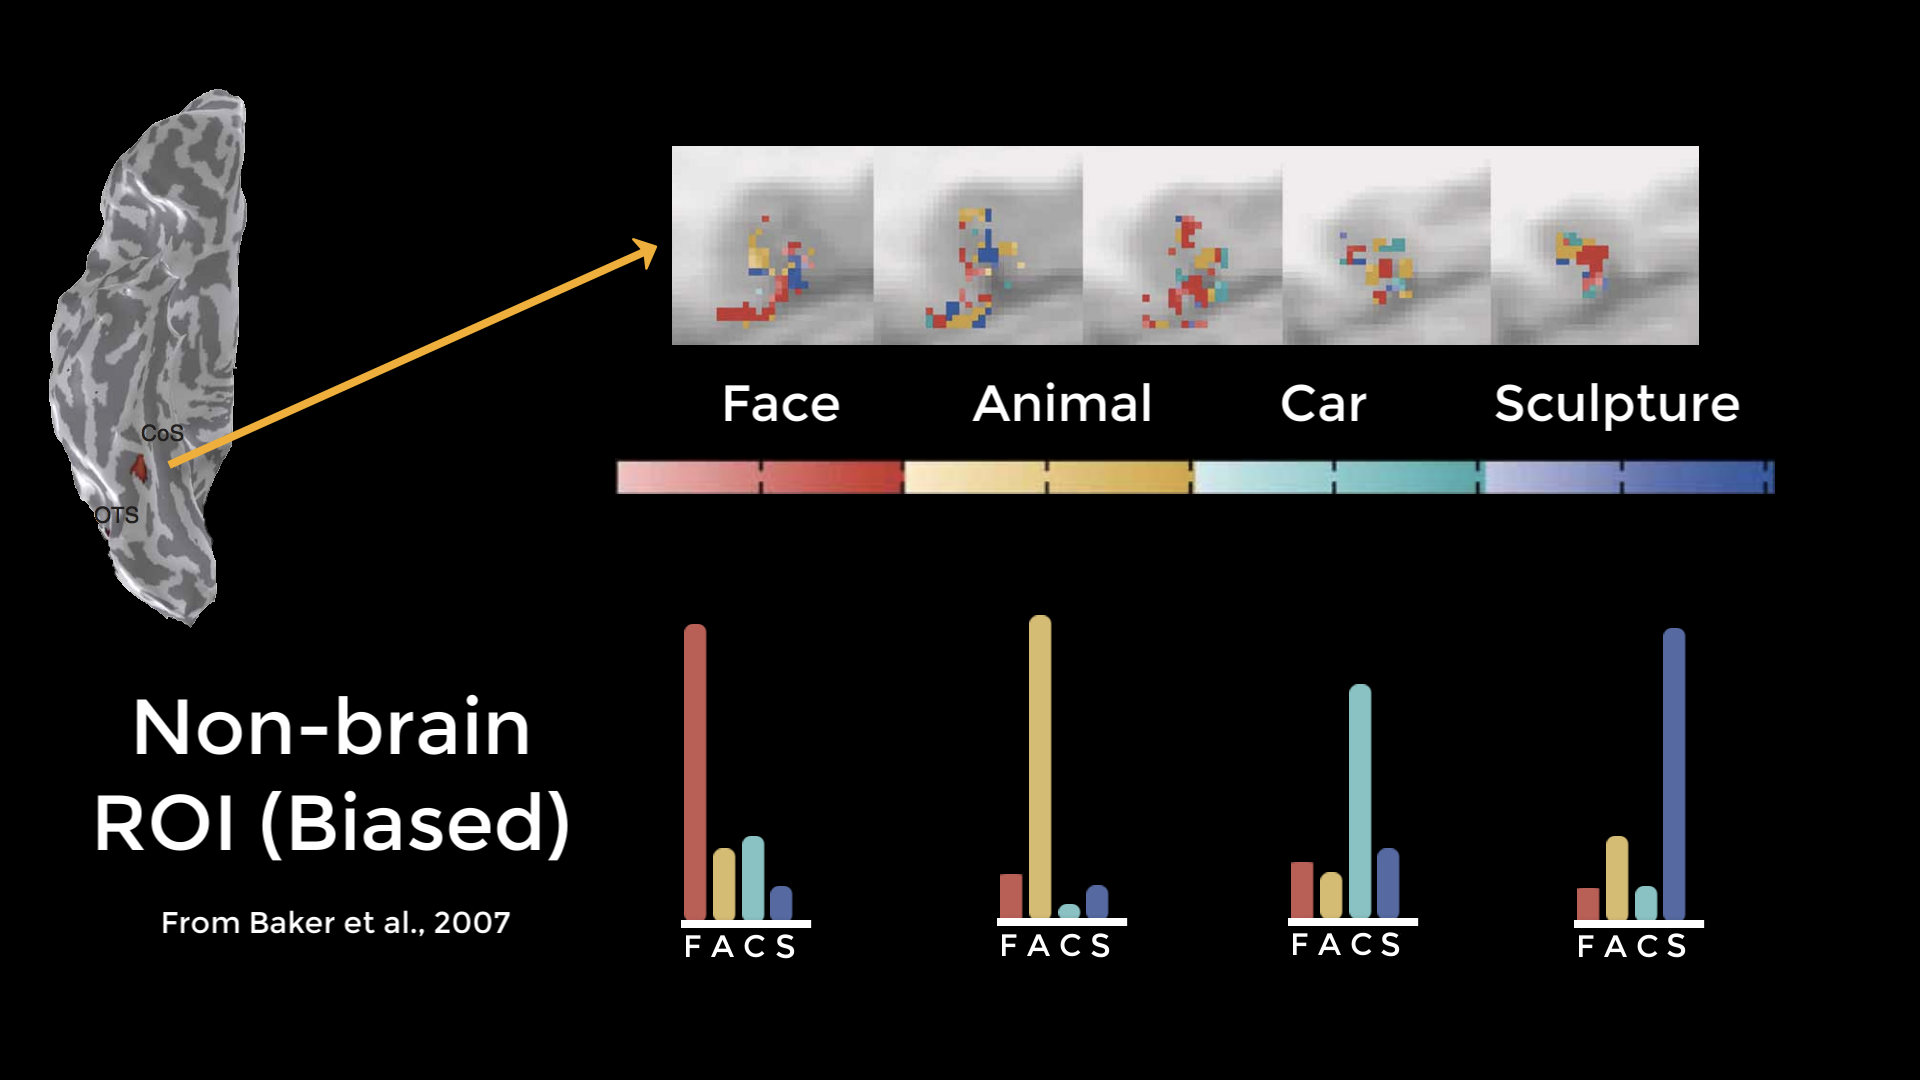 CoS
OTS
Face Animal Car Sculpture
Non-brain
ROI (Biased)
From Baker et al., 2007
F A C S
F A C S
F A C S
F A C S